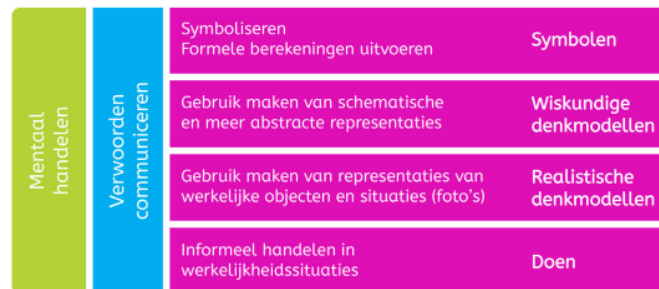 Mentaal
handelen
Verwoorden
communiceren
Symboliseren
Formele berekeningen uitvoeren
Symbolen
Gebruik maken van schematische
en meer abstracte representaties
Wiskundige
denkmodellen
Gebruik maken van representaties van
werkelijke objecten en situaties (foto's)
Realistische
denkmodellen
Informeel handelen in
werkelijkheidssituaties
Doen